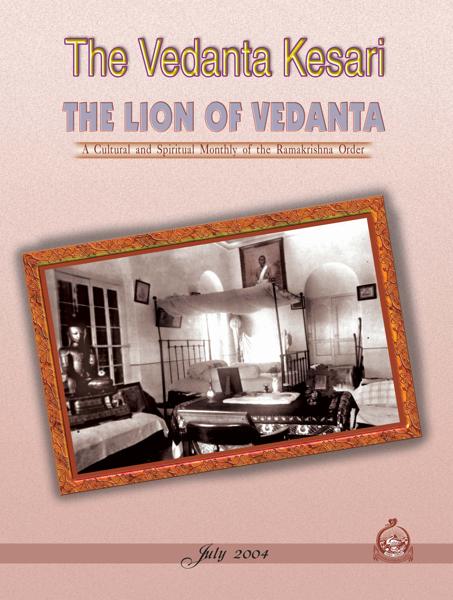 The Vedanta Kesari
THE LION OF VEDANTA
A Cultural and Spiritual Monthly of the Ramakrishna Order
July 2004